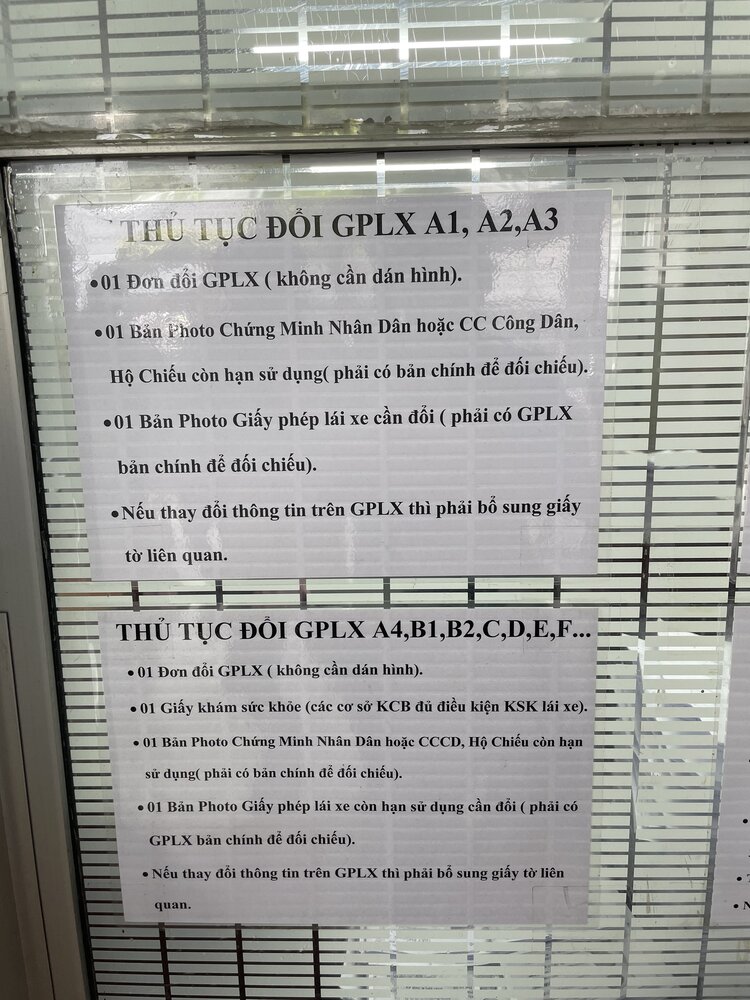 THỦ TỤC ĐỔI GPLX A1, A2,A3
•01 Đơn đổi GPLX ( không cần dán hình).
•01 Bản Photo Chứng Minh Nhân Dân hoặc CC Công Dân,
Hộ Chiếu còn hạn sử dụng( phải có bản chính để đối chiếu).
•01 Bản Photo Giấy phép lái xe cần đổi ( phải có GPLX
bản chính để đối chiếu).
•Nếu thay đổi thông tin trên GPLX thì phải bổ sung giấy
tờ liên quan.
THỦ TỤC ĐỔI GPLX A4,B1,B2,C,D,E,F...
• 01 Đơn đổi GPLX ( không cần dán hình).
• 01 Giấy khám sức khỏe (các cơ sở KCB đủ điều kiện KSK lái xe).
• 01 Bản Photo Chứng Minh Nhân Dân hoặc CCCD, Hộ Chiếu còn hạn
sử dụng( phải có bản chính để đối chiếu).
• 01 Bản Photo Giấy phép lái xe còn hạn sử dụng cần đổi ( phải có
GPLX bản chính để đối chiếu).
• Nếu thay đổi thông tin trên GPLX thì phải bổ sung giấy tờ liên
quan.